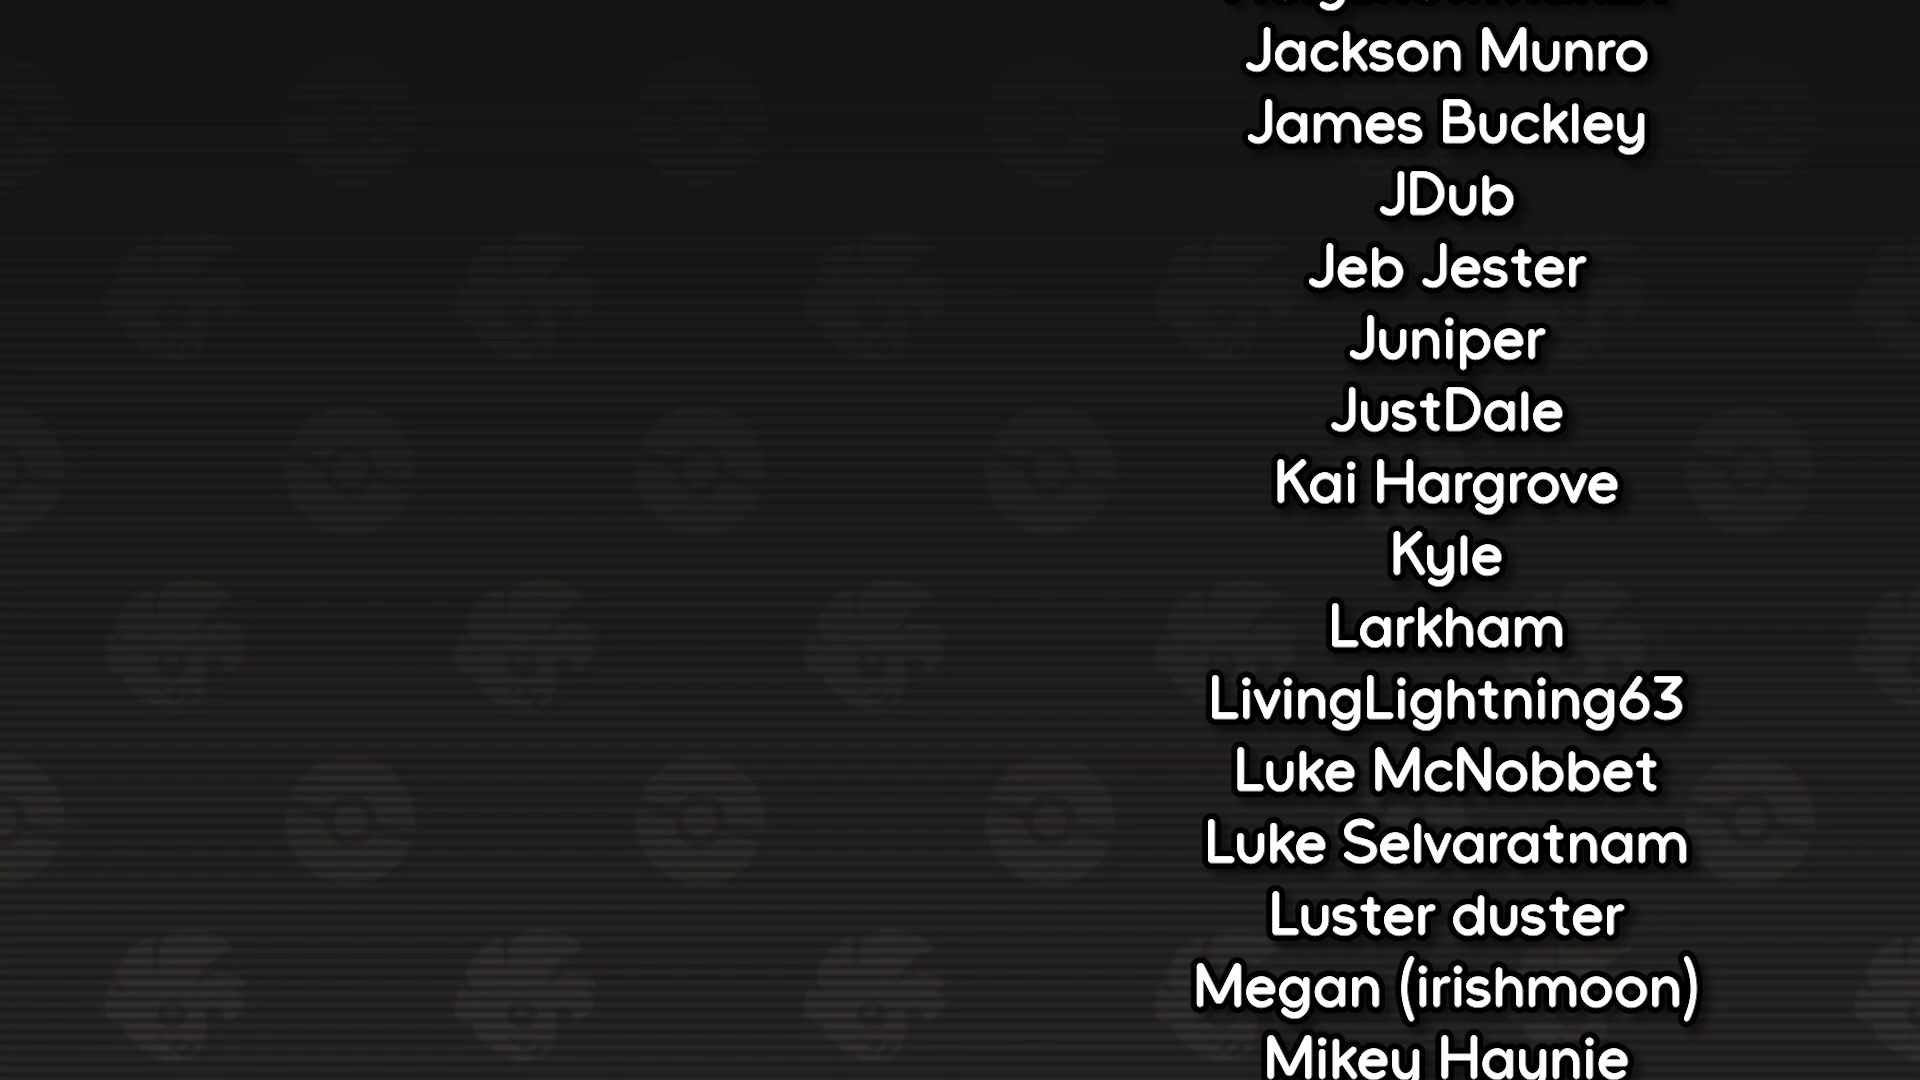 Jackson Munro
James Buckley
JDub
Jeb Jester
Juniper
JustDale
Kai Hargrove
Kyle
Larkham
LivingLightning63
Luke McNobbet
Luke Selvaratnam
Luster duster
Megan (irishmoon)
Mikey Haynie